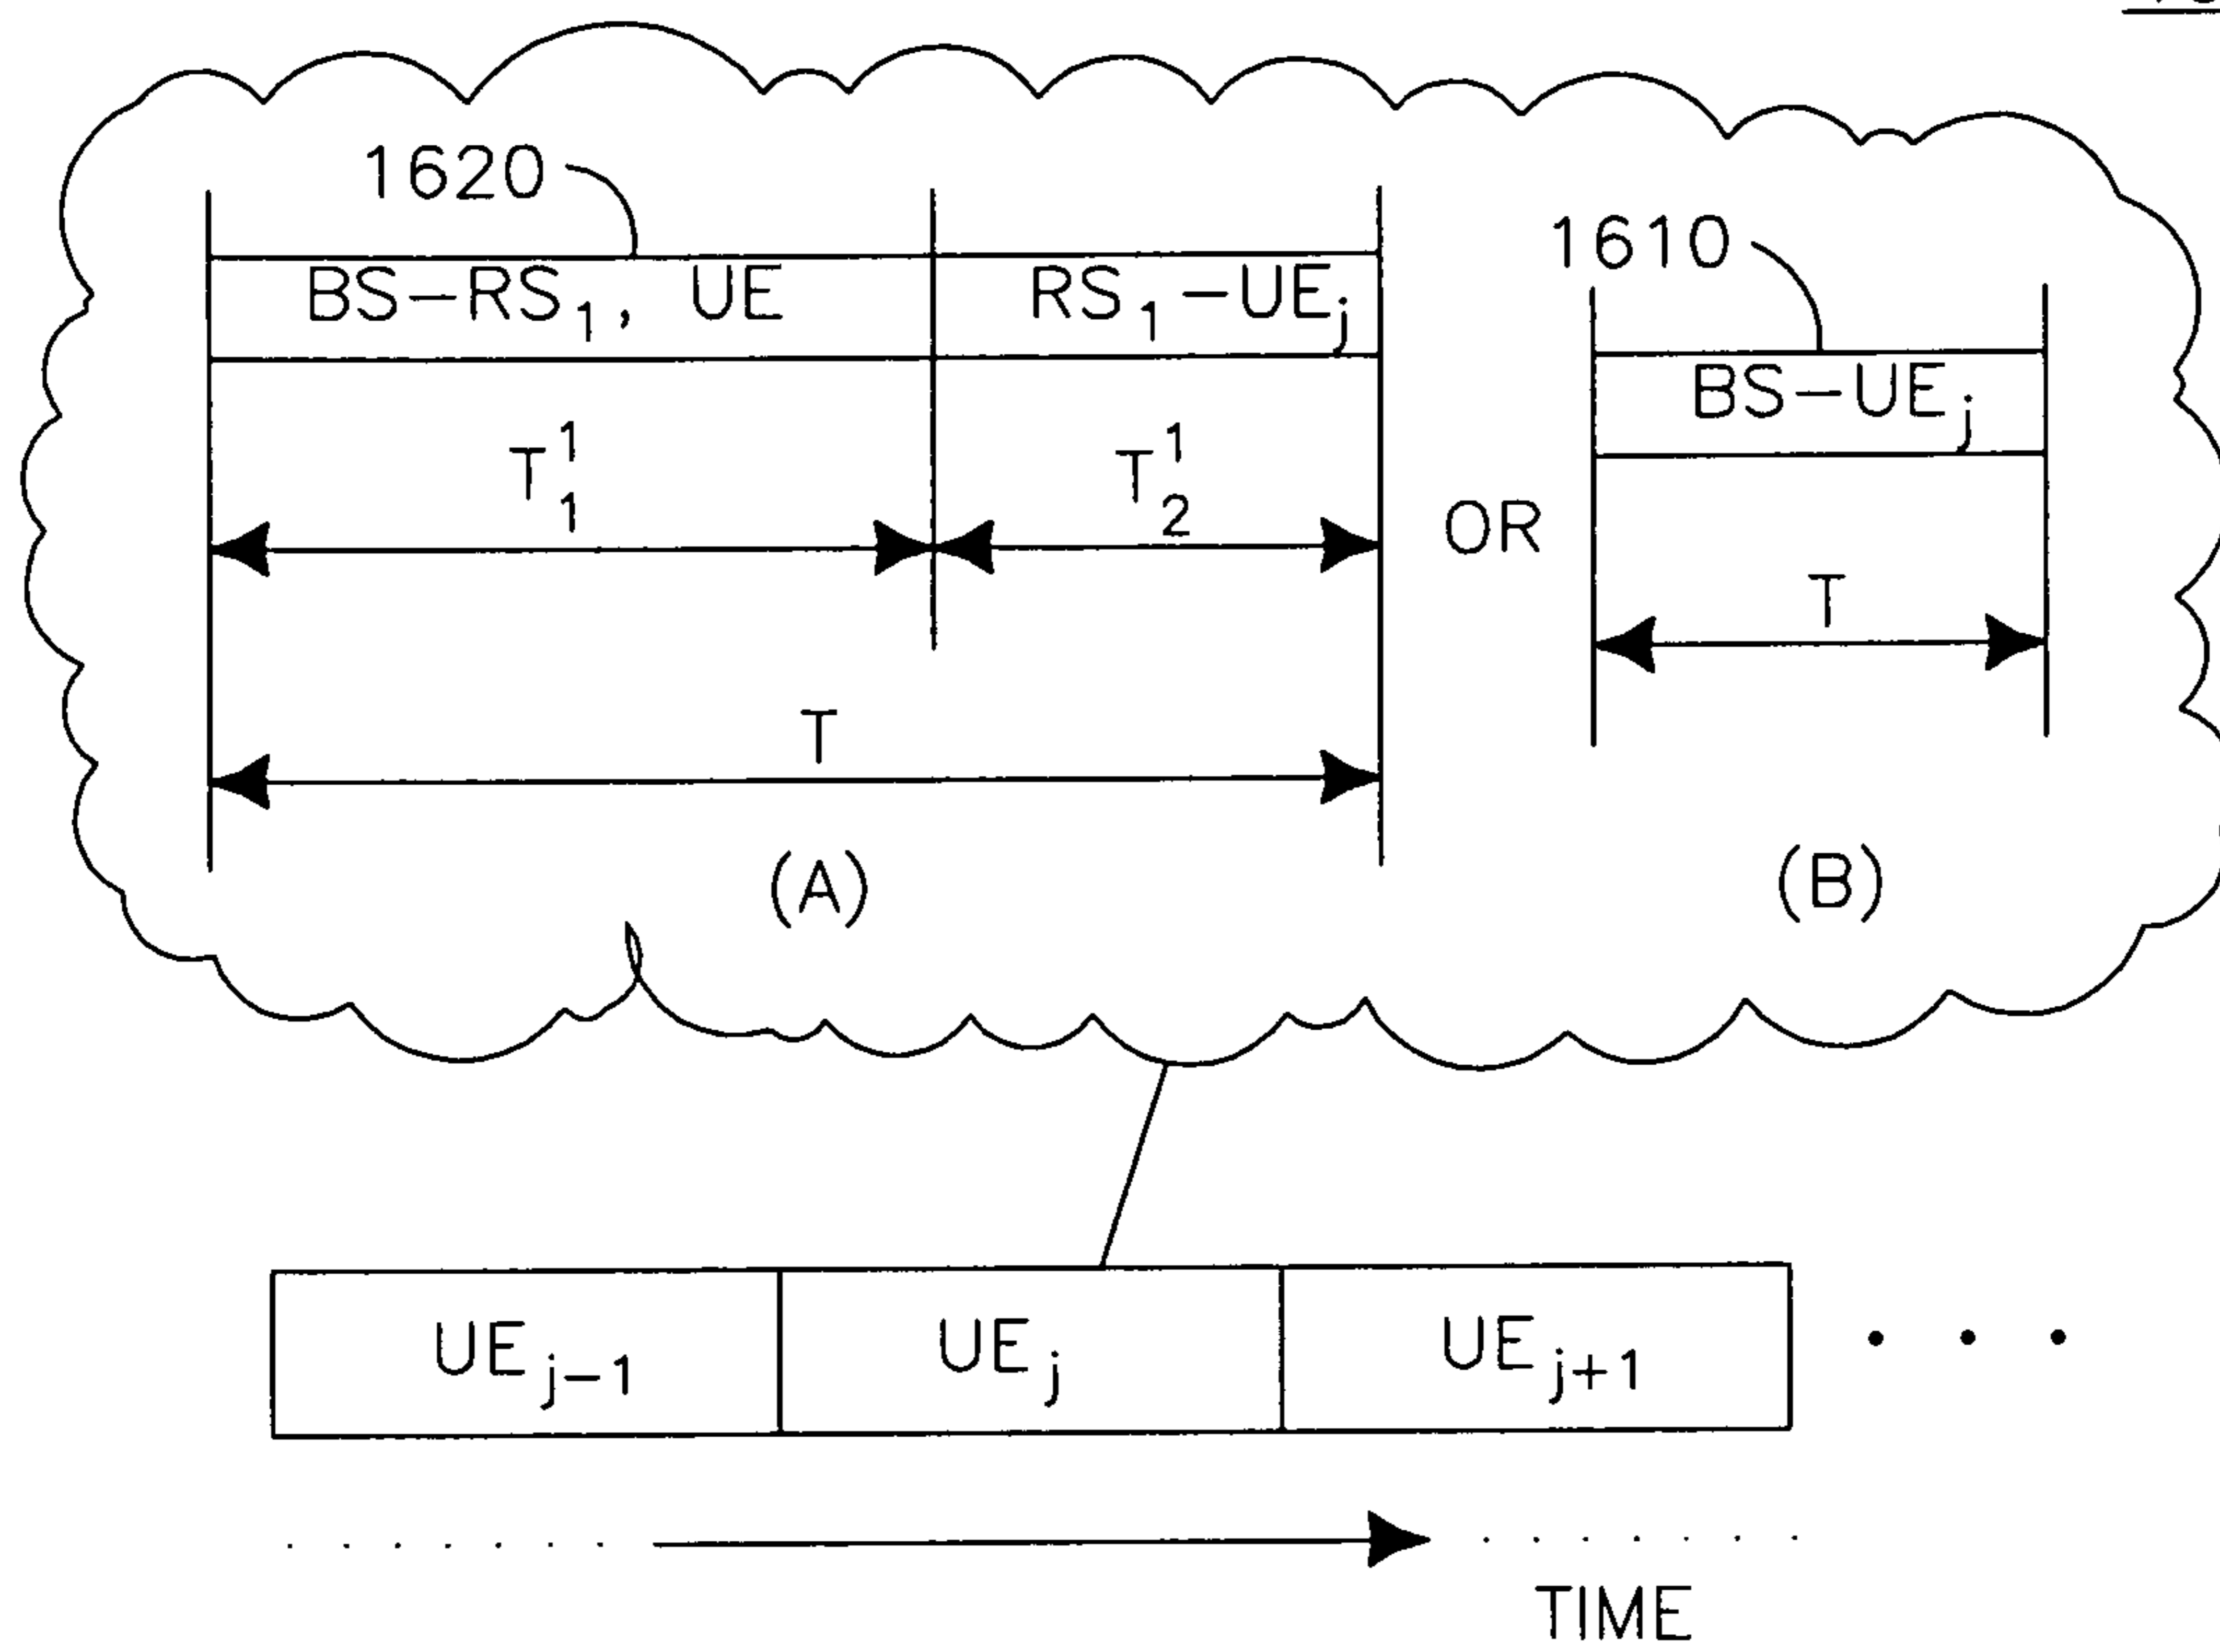 1620
1610
BS-RS₁, UE
RS₁-UEⱼ
BS-UEⱼ
T₁¹
T₂¹
OR
T
T
(A)
(B)
UEⱼ₋₁
UEⱼ
UEⱼ₊₁
• • •
TIME